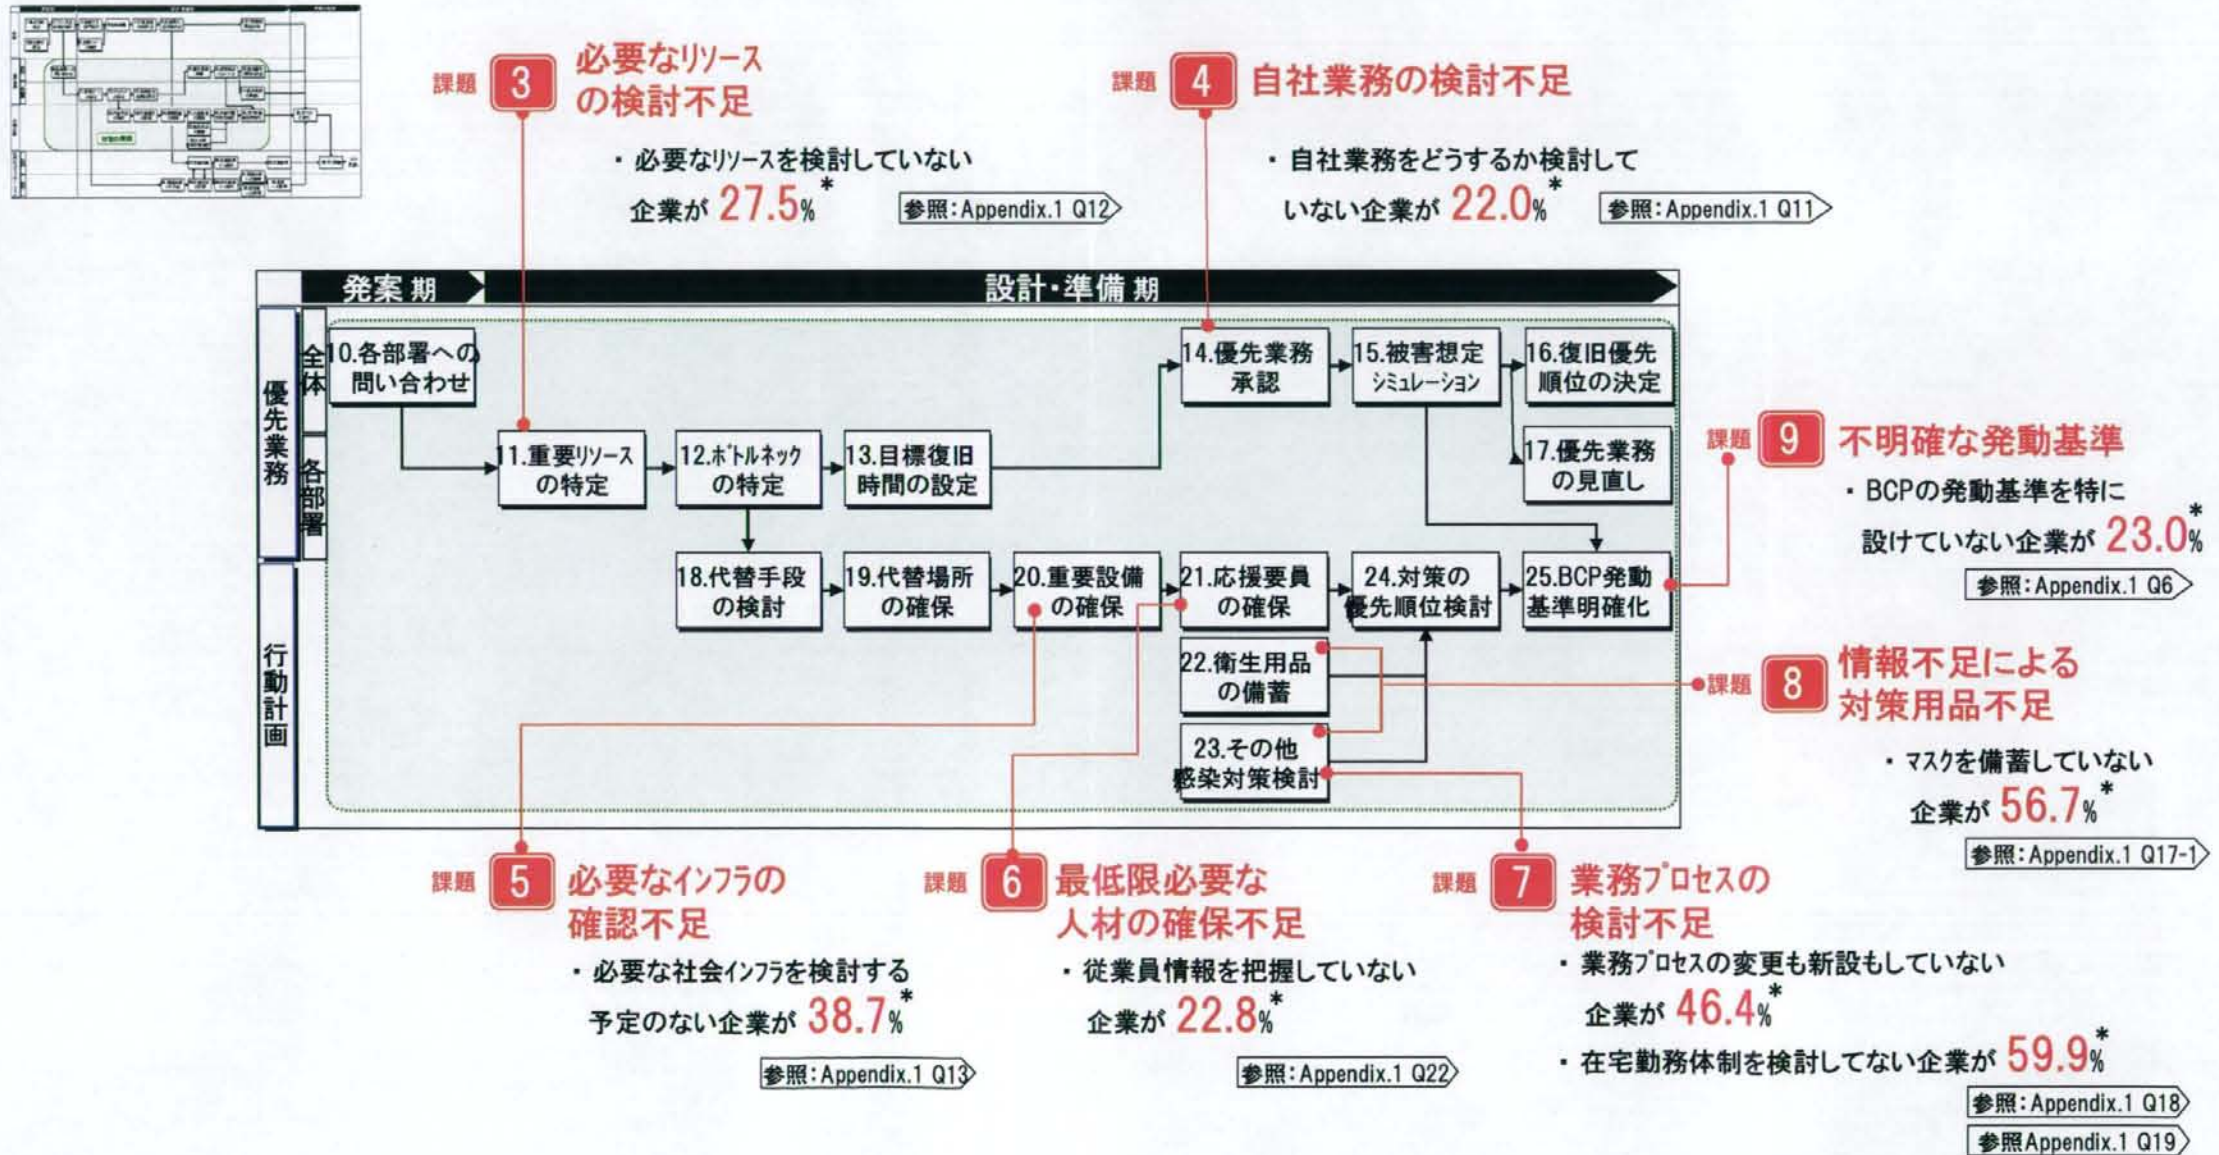 課題 3 必要なリソース
の検討不足
・必要なリソースを検討していない
企業が 27.5%*
参照:Appendix.1 Q12
課題 4 自社業務の検討不足
・自社業務をどうするか検討して
いない企業が 22.0%*
参照:Appendix.1 Q11
発案期
設計・準備期
優先業務
全体
各部署
行動計画
10.各部署への
問い合わせ
14.優先業務
承認
15.被害想定
シミュレーション
16.復旧優先
順位の決定
11.重要リソース
の特定
12.ボトルネック
の特定
13.目標復旧
時間の設定
17.優先業務
の見直し
18.代替手段
の検討
19.代替場所
の確保
20.重要設備
の確保
21.応援要員
の確保
24.対策の
優先順位検討
25.BCP発動
基準明確化
22.衛生用品
の備蓄
23.その他
感染対策検討
課題 9 不明確な発動基準
・BCPの発動基準を特に
設けていない企業が 23.0%*
参照:Appendix.1 Q6
課題 8 情報不足による
対策用品不足
・マスクを備蓄していない
企業が 56.7%*
参照:Appendix.1 Q17-1
課題 5 必要なインフラの
確認不足
・必要な社会インフラを検討する
予定のない企業が 38.7%*
参照:Appendix.1 Q13
課題 6 最低限必要な
人材の確保不足
・従業員情報を把握していない
企業が 22.8%*
参照:Appendix.1 Q22
課題 7 業務プロセスの
検討不足
・業務プロセスの変更も新設もしていない
企業が 46.4%*
・在宅勤務体制を検討してない企業が 59.9%*
参照:Appendix.1 Q18
参照Appendix.1 Q19